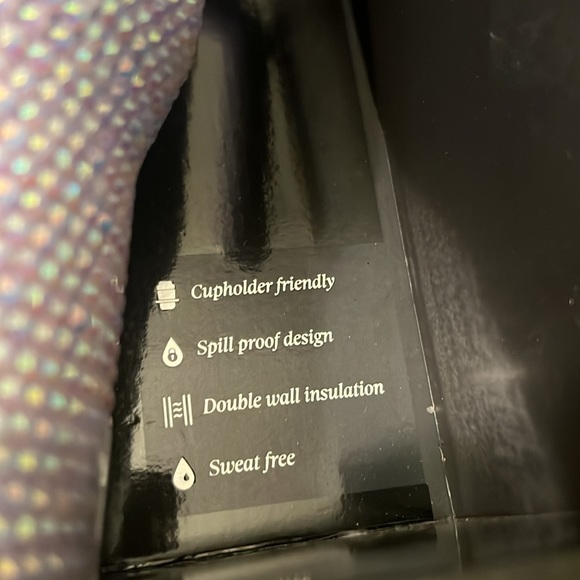 Cupholder friendly
Spill proof design
Double wall insulation
Sweat free